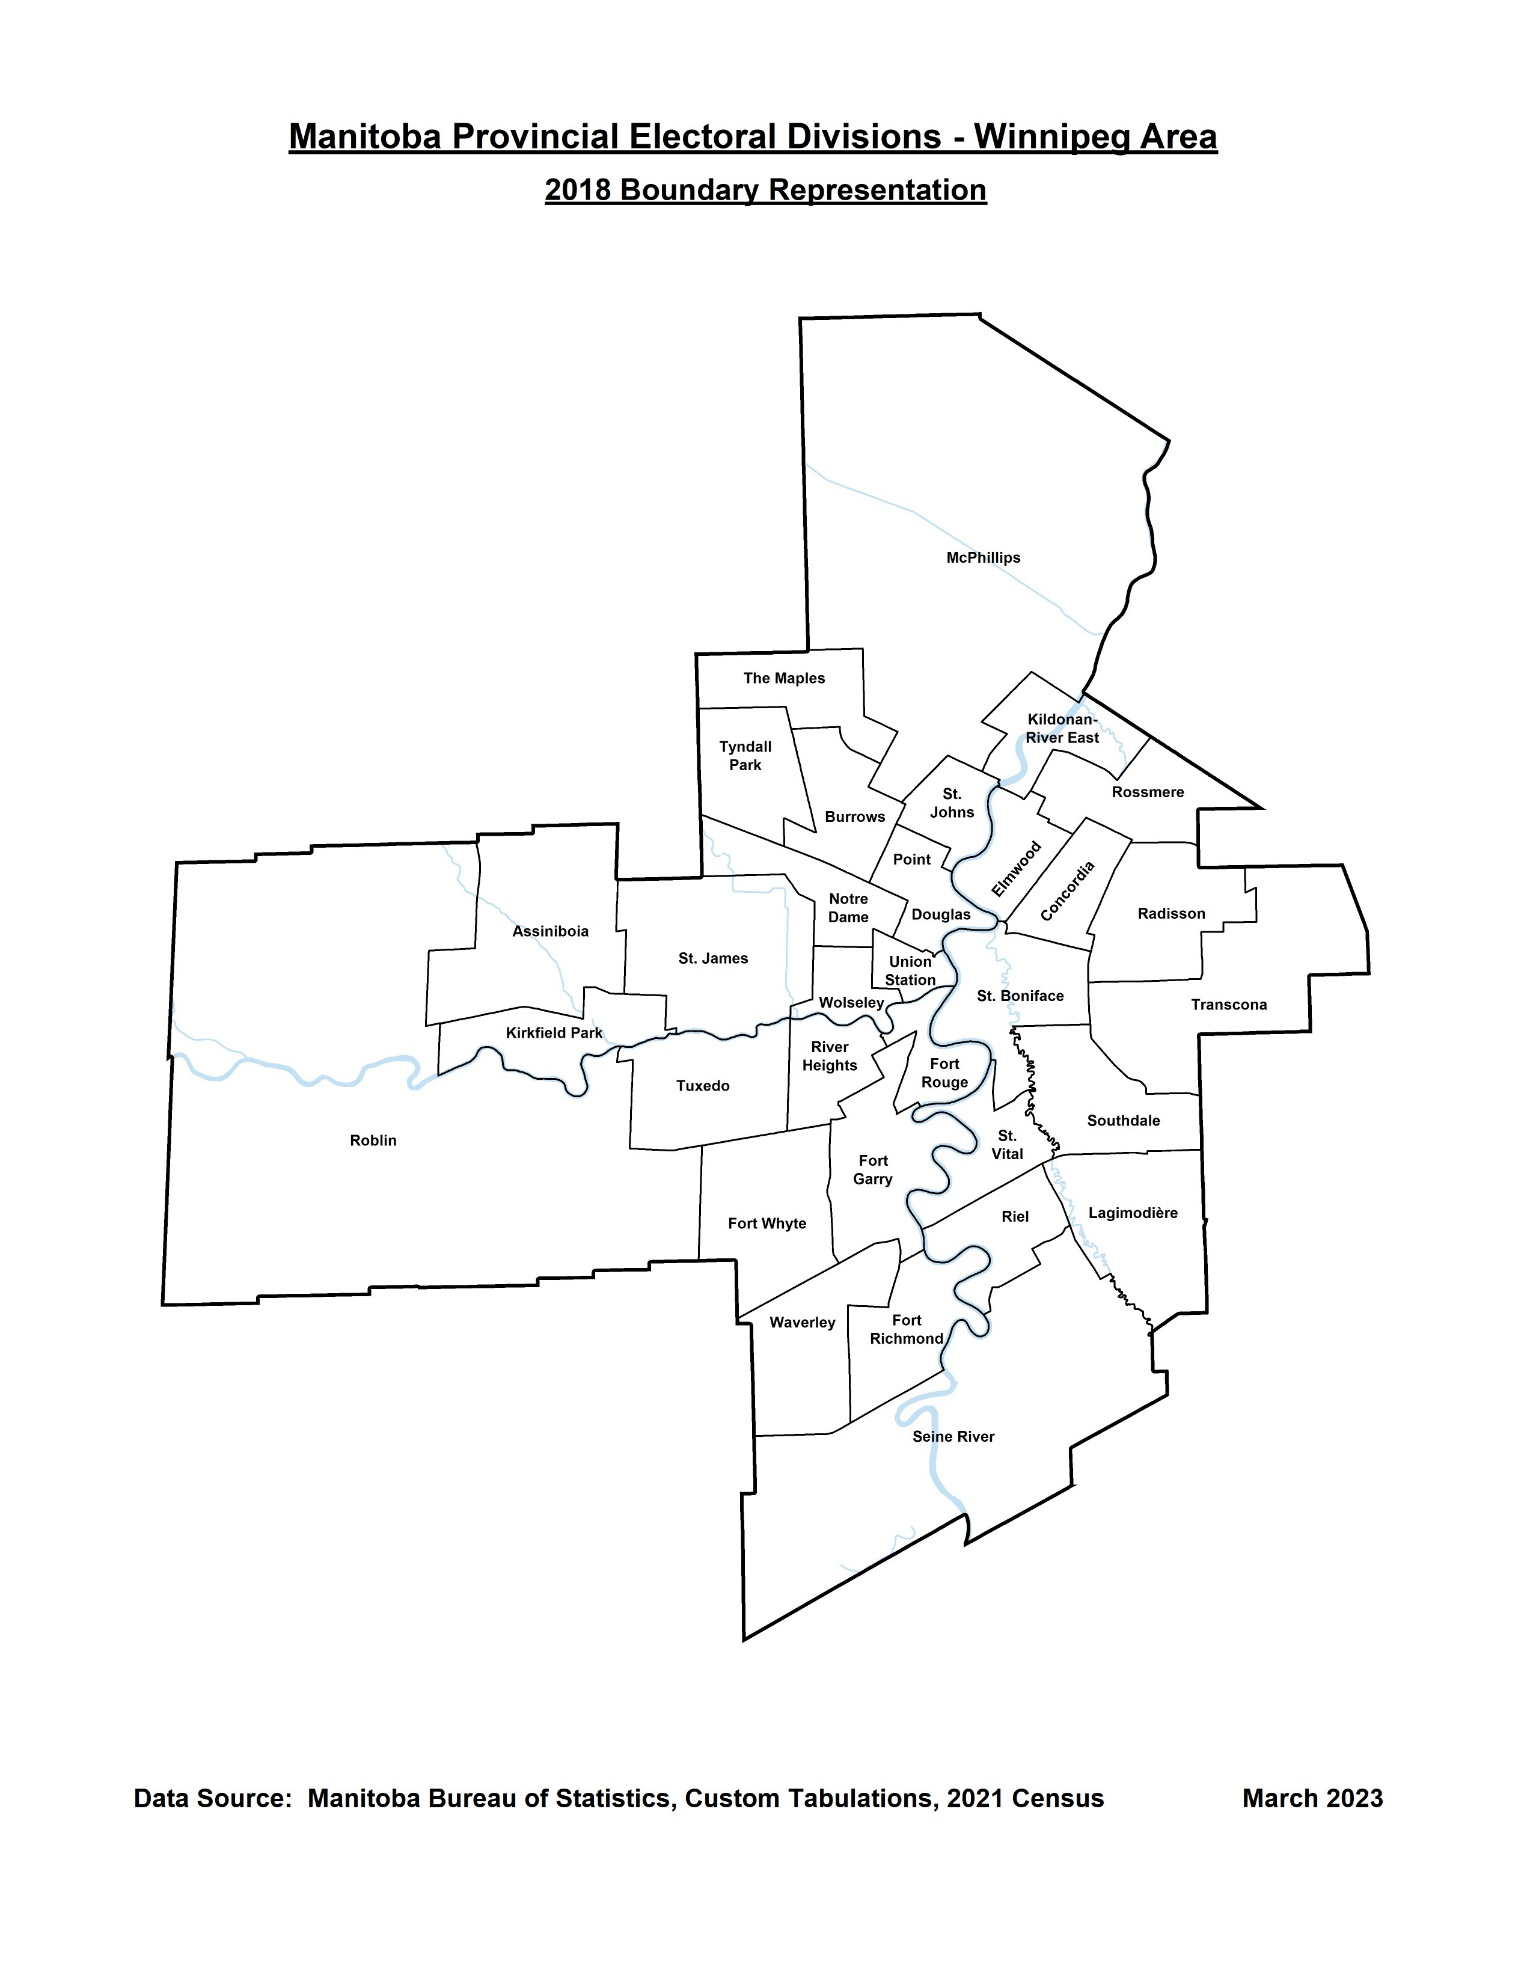 Manitoba Provincial Electoral Divisions - Winnipeg Area
2018 Boundary Representation
McPhillips
The Maples
Kildonan-
River East
Tyndall
Park
Rossmere
St.
Johns
Burrows
Point
Douglas
Elmwood
Concordia
Notre
Dame
Radisson
Assiniboia
St. James
Union
Station
St. Boniface
Wolseley
Transcona
Kirkfield Park
River
Heights
Fort
Rouge
Tuxedo
Southdale
Roblin
St.
Vital
Fort
Garry
Fort Whyte
Riel
Lagimodière
Waverley
Fort
Richmond
Seine River
Data Source:  Manitoba Bureau of Statistics, Custom Tabulations, 2021 Census
March 2023